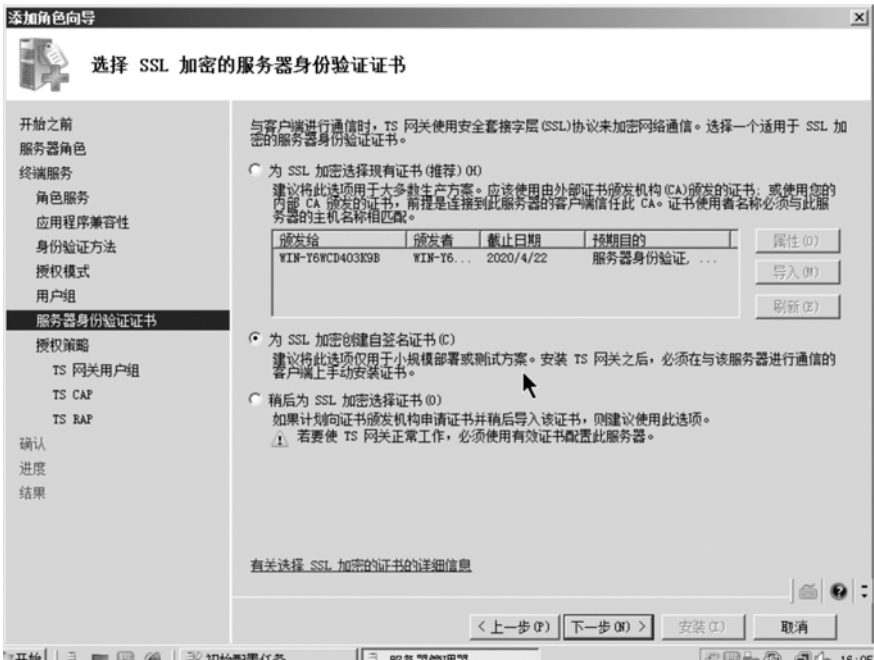 添加角色向导
选择 SSL 加密的服务器身份验证证书
开始之前
服务器角色
终端服务
角色服务
应用程序兼容性
身份验证方法
授权模式
用户组
服务器身份验证证书
授权策略
TS 网关用户组
TS CAP
TS RAP
确认
进度
结果
与客户端进行通信时，TS 网关使用安全套接字层(SSL)协议来加密网络通信。选择一个适用于 SSL 加
密的服务器身份验证证书。
为 SSL 加密选择现有证书(推荐)(H)
建议将此选项用于大多数生产方案。应该使用由外部证书颁发机构(CA)颁发的证书；或使用您的
内部 CA 颁发的证书，前提是连接到此服务器的客户端信任此 CA。证书使用者名称必须与此服
务器的主机名称相匹配。
颁发给 颁发者 截止日期 预期目的
WIN-Y6WCD403K9B WIN-Y6... 2020/4/22 服务器身份验证, ...
属性(O)
导入(M)
刷新(E)
为 SSL 加密创建自签名证书(C)
建议将此选项仅用于小规模部署或测试方案。安装 TS 网关之后，必须在与该服务器进行通信的
客户端上手动安装证书。
稍后为 SSL 加密选择证书(O)
如果计划向证书颁发机构申请证书并稍后导入该证书，则建议使用此选项。
若要使 TS 网关正常工作，必须使用有效证书配置此服务器。
有关选择 SSL 加密的证书的详细信息
< 上一步(P) 下一步(N) > 安装(I) 取消
开始 初始配置任务 服务器管理器 16:05